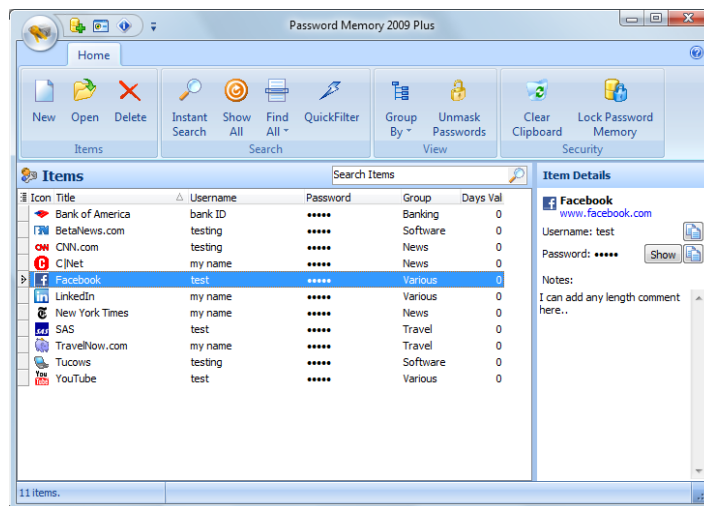 Password Memory 2009 Plus
Home
New Open Delete Instant Search Show All Find All QuickFilter Group By Unmask Passwords Clear Clipboard Lock Password Memory
Items Search View Security
Items Search Items Item Details
Icon Title Username Password Group Days Val
Bank of America bank ID ••••• Banking 0
BetaNews.com testing ••••• Software 0
CNN.com testing ••••• News 0
C|Net my name ••••• News 0
Facebook test ••••• Various 0
LinkedIn my name ••••• Various 0
New York Times my name ••••• News 0
SAS test ••••• Travel 0
TravelNow.com my name ••••• Travel 0
Tucows testing ••••• Software 0
YouTube test ••••• Various 0
Facebook
www.facebook.com
Username: test
Password: ••••• Show
Notes:
I can add any length comment
here..
11 items.